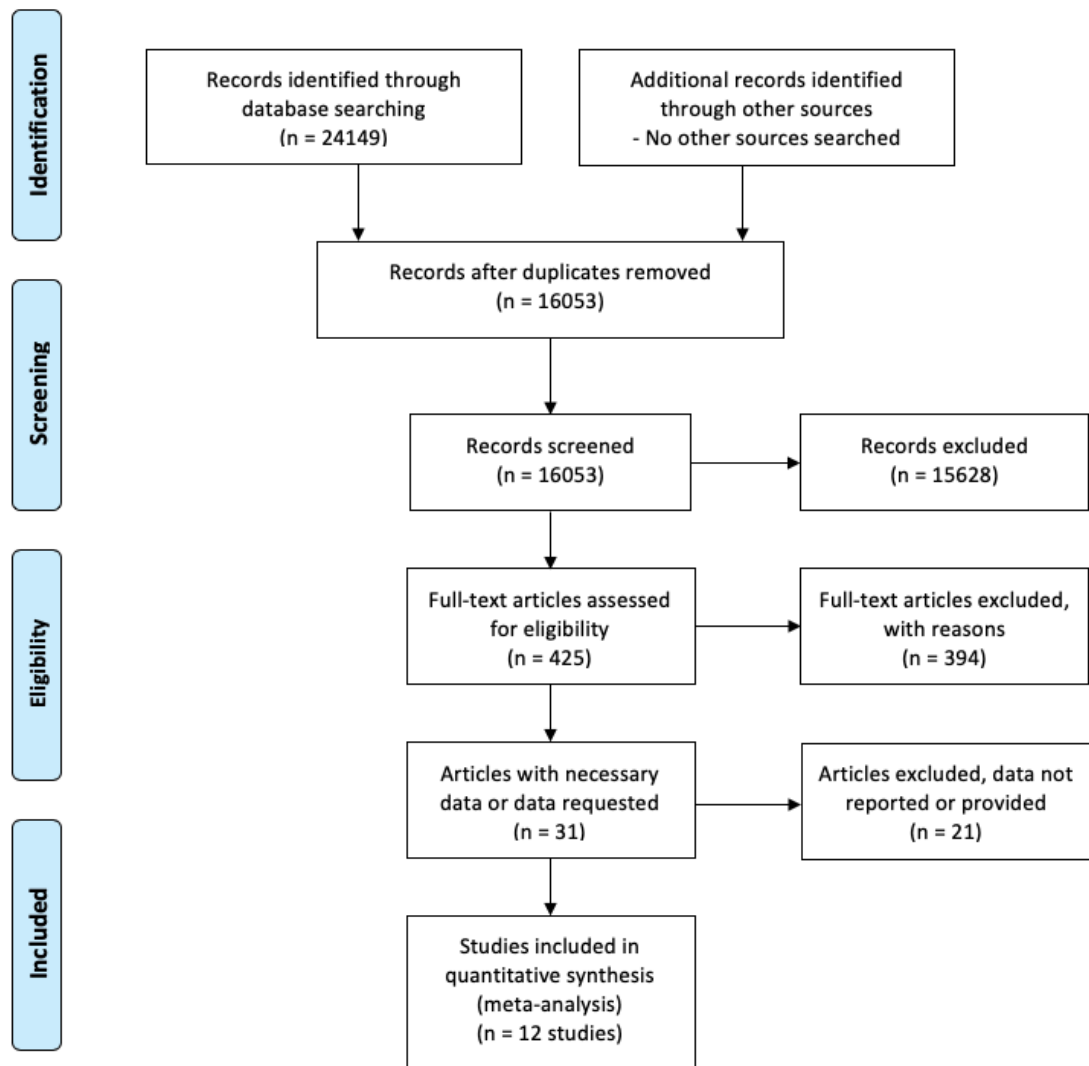 Identification
Records identified through
database searching
(n = 24149)
Additional records identified
through other sources
- No other sources searched
Records after duplicates removed
(n = 16053)
Screening
Records screened
(n = 16053)
Records excluded
(n = 15628)
Eligibility
Full-text articles assessed
for eligibility
(n = 425)
Full-text articles excluded,
with reasons
(n = 394)
Articles with necessary
data or data requested
(n = 31)
Articles excluded, data not
reported or provided
(n = 21)
Included
Studies included in
quantitative synthesis
(meta-analysis)
(n = 12 studies)